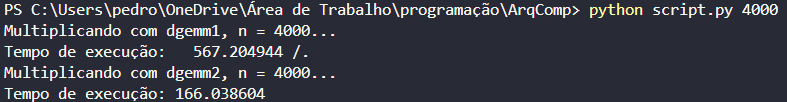 PS C:\Users\pedro\OneDrive\Área de Trabalho\programação\ArqComp> python script.py 4000
Multiplicando com dgemm1, n = 4000...
Tempo de execução:   567.204944 /.
Multiplicando com dgemm2, n = 4000...
Tempo de execução: 166.038604